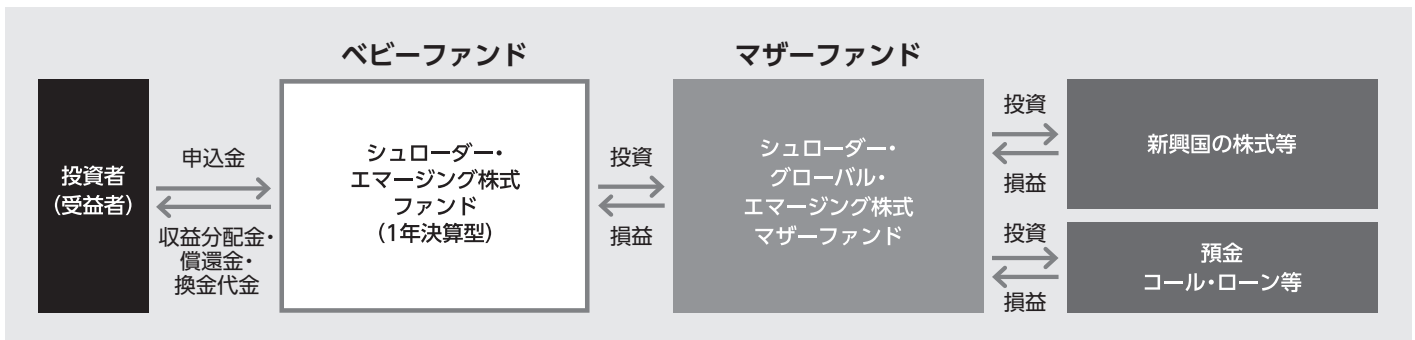 ベビーファンド
マザーファンド
投資者
(受益者)
申込金
収益分配金・
償還金・
換金代金
シュローダー・
エマージング株式
ファンド
(1年決算型)
投資
損益
シュローダー・
グローバル・
エマージング株式
マザーファンド
投資
損益
新興国の株式等
投資
損益
預金
コール・ローン等